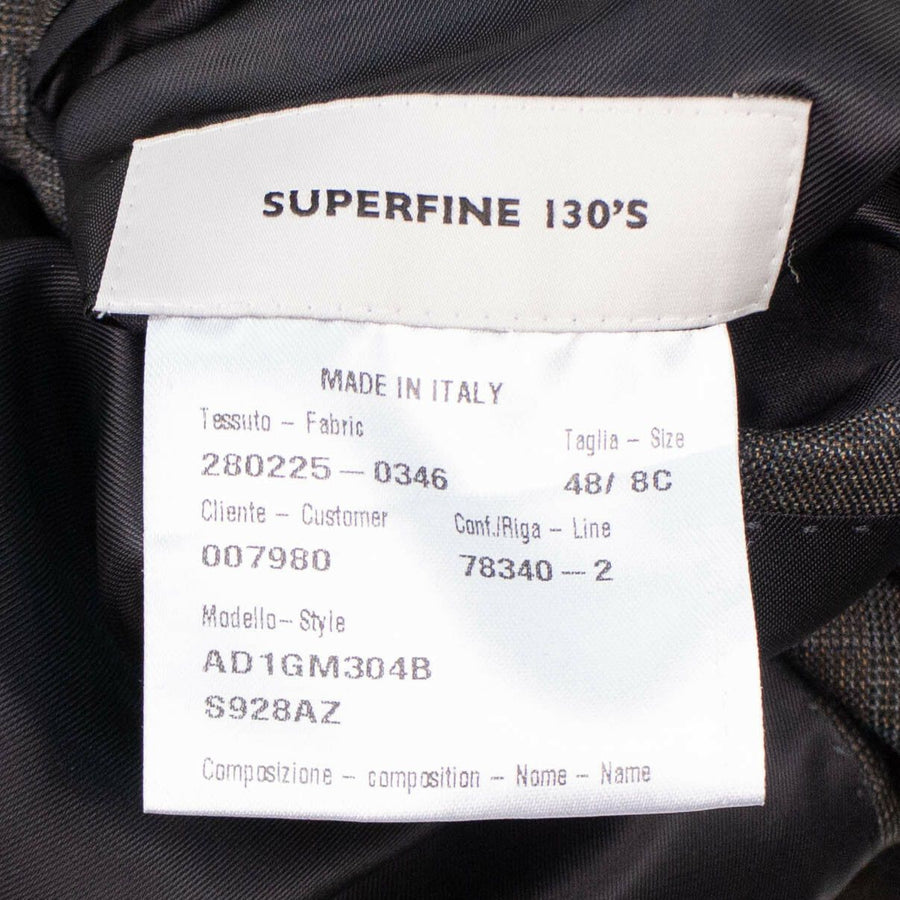 SUPERFINE 130'S
MADE IN ITALY
Tessuto – Fabric
280225 – 0346
Taglia – Size
48/ 8C
Cliente – Customer
007980
Conf./Riga – Line
78340 – 2
Modello – Style
AD1GM304B
S928AZ
Composizione – composition – Nome – Name